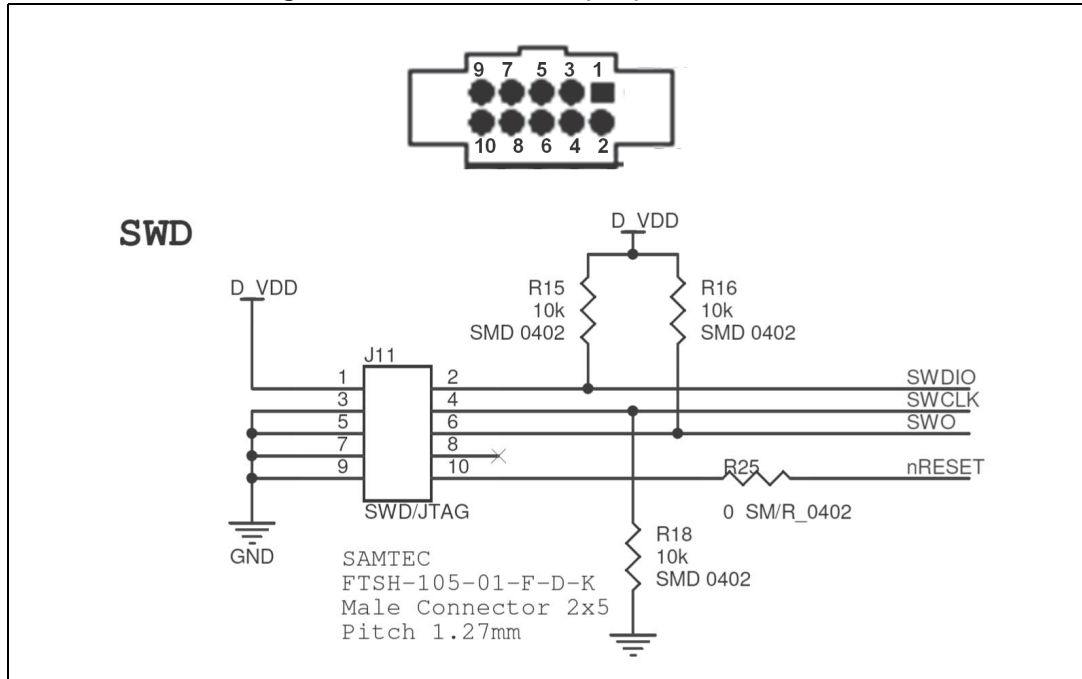 9 7 5 3 1
10 8 6 4 2
SWD
D_VDD
D_VDD
R15
10k
SMD 0402
R16
10k
SMD 0402
J11
1 2 SWDIO
3 4 SWCLK
5 6 SWO
7 8
9 10 R25 nRESET
SWD/JTAG
0 SM/R_0402
GND
R18
10k
SMD 0402
SAMTEC
FTSH-105-01-F-D-K
Male Connector 2x5
Pitch 1.27mm